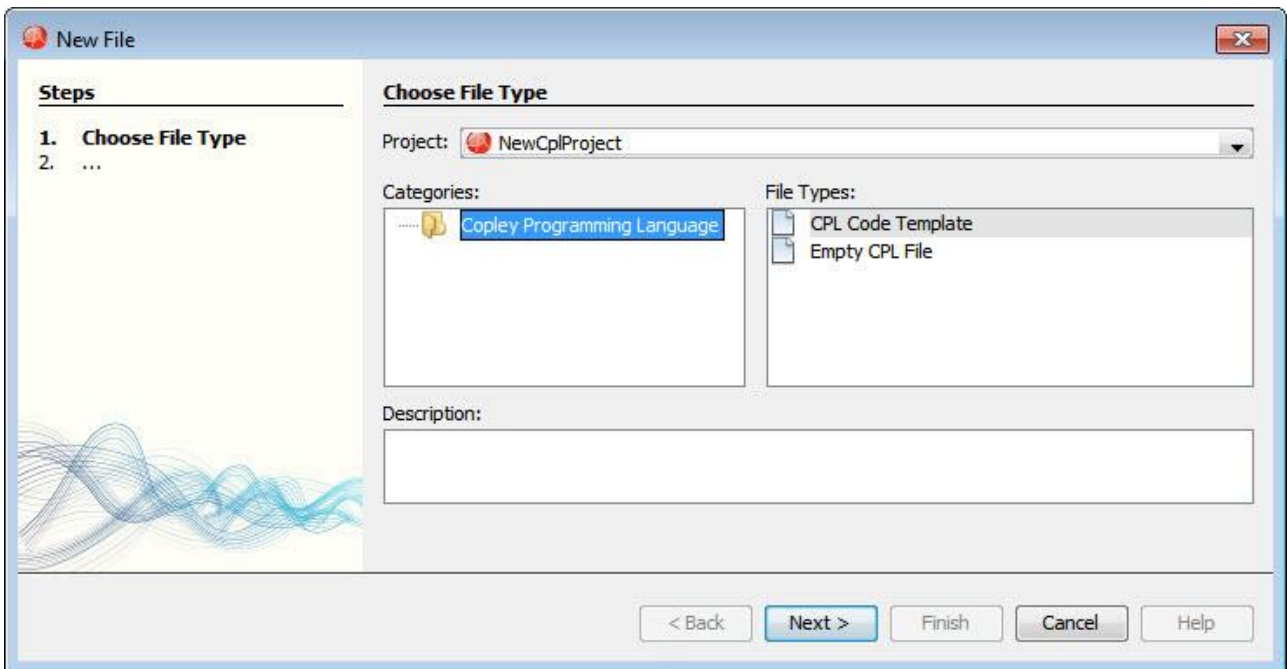 New File
Steps
1. Choose File Type
2. ...
Choose File Type
Project: NewCplProject
Categories:
Copley Programming Language
File Types:
CPL Code Template
Empty CPL File
Description:
< Back Next > Finish Cancel Help